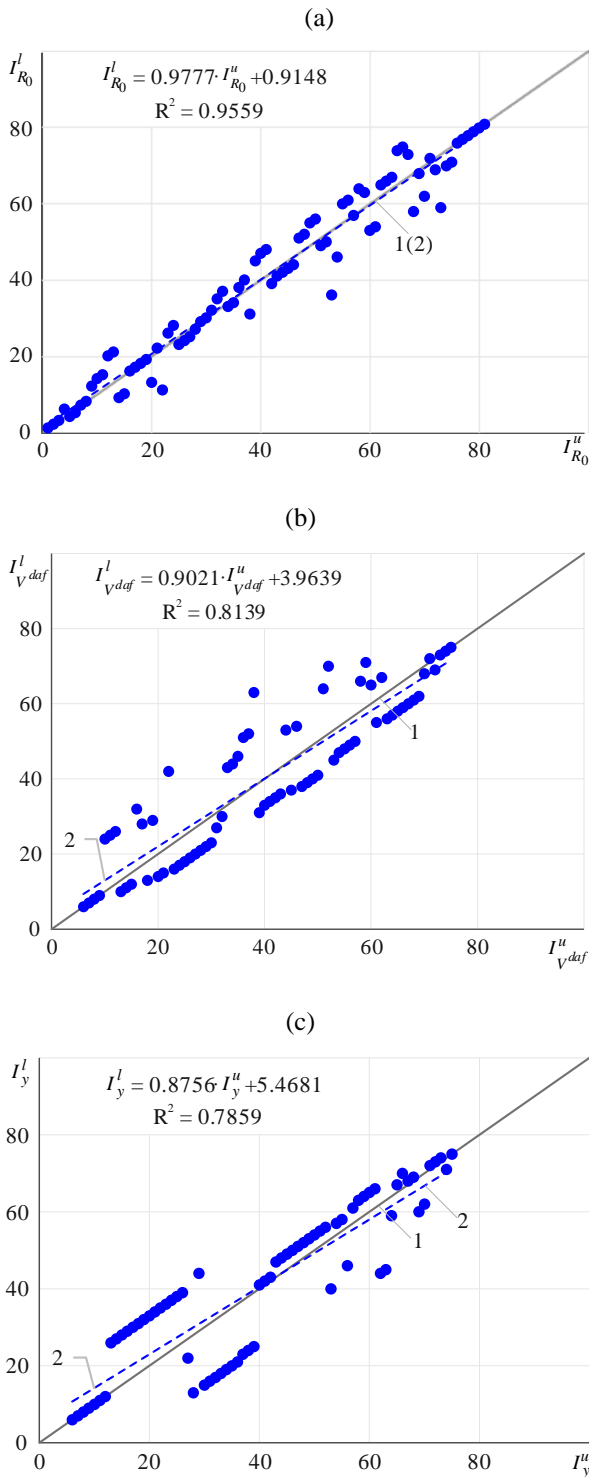 (a)
I^l_{R_0}
I^l_{R_0} = 0.9777· I^u_{R_0} +0.9148
R² = 0.9559
80
60
1(2)
40
20
0
0 20 40 60 80 I^u_{R_0}
(b)
I^l_{V^{daf}}
I^l_{V^{daf}} = 0.9021·I^u_{V^{daf}} +3.9639
R² = 0.8139
80
60
1
40
2
20
0
0 20 40 60 80 I^u_{V^{daf}}
(c)
I^l_y
I^l_y = 0.8756· I^u_y +5.4681
R² = 0.7859
80
60
2
1
40
2
20
0
0 20 40 60 80 I^u_y